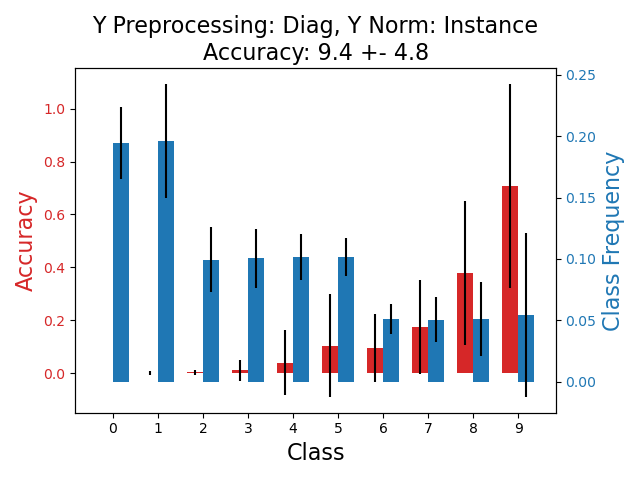 Y Preprocessing: Diag, Y Norm: Instance
Accuracy: 9.4 +- 4.8
1.0
0.8
0.6
0.4
0.2
0.0
Accuracy
0.25
0.20
0.15
0.10
0.05
0.00
Class Frequency
0 1 2 3 4 5 6 7 8 9
Class